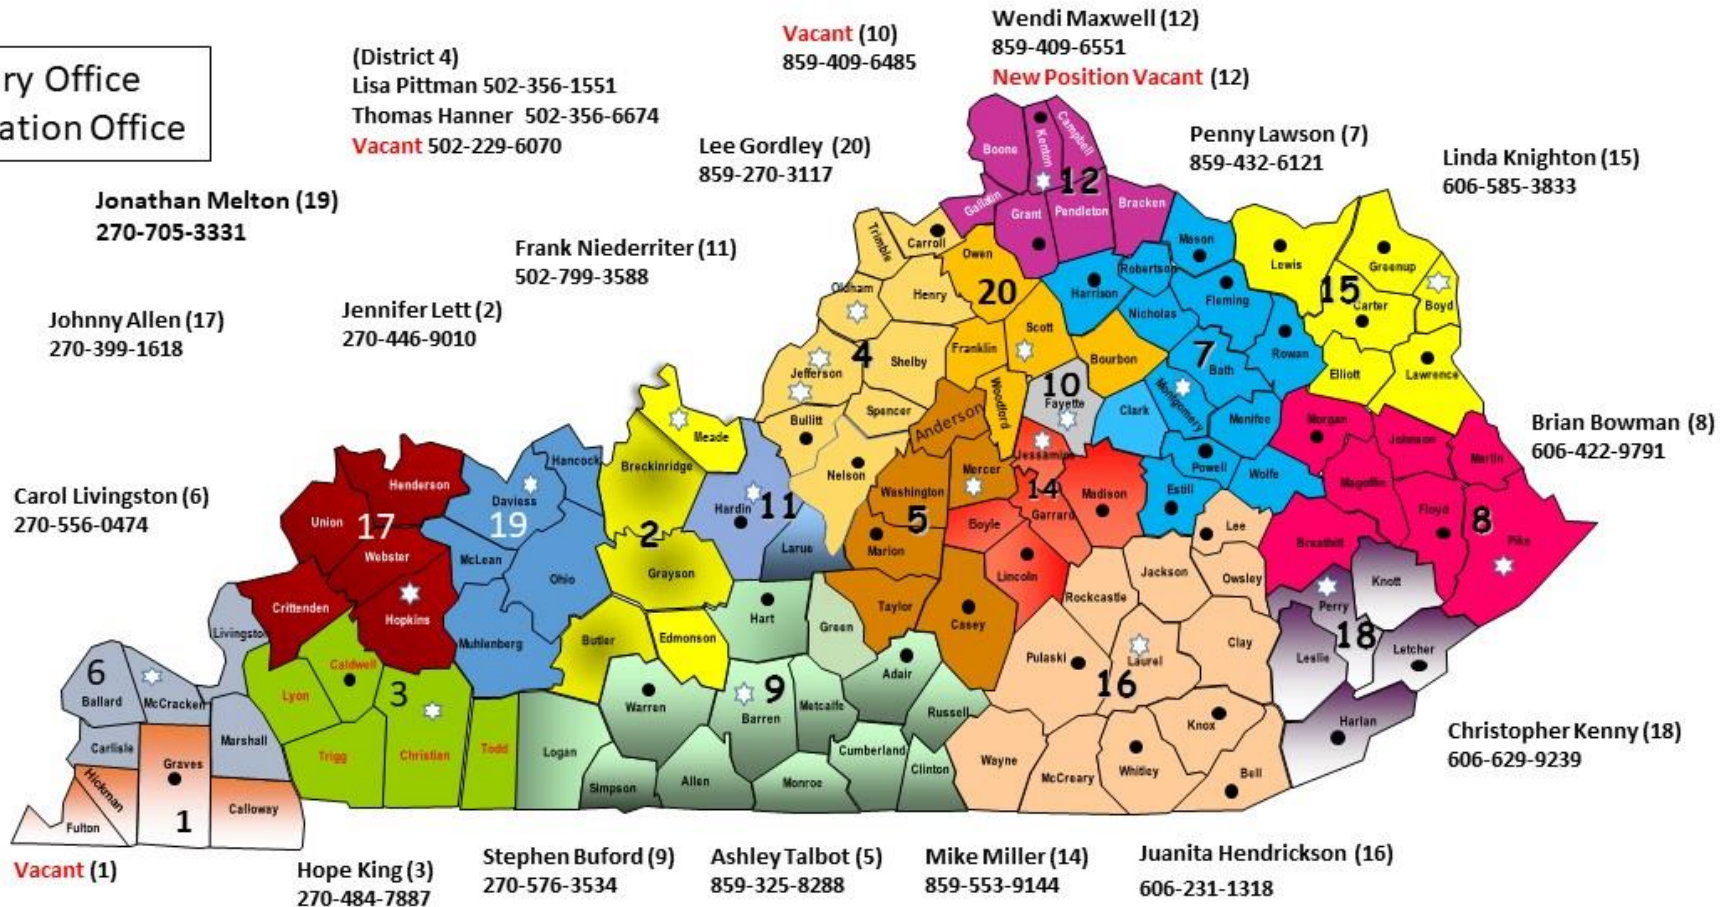 ry Office
ation Office
(District 4)
Lisa Pittman 502-356-1551
Thomas Hanner 502-356-6674
Vacant 502-229-6070
Vacant (10)
859-409-6485
Wendi Maxwell (12)
859-409-6551
New Position Vacant (12)
Lee Gordley (20)
859-270-3117
Penny Lawson (7)
859-432-6121
Linda Knighton (15)
606-585-3833
Jonathan Melton (19)
270-705-3331
Frank Niederriter (11)
502-799-3588
Johnny Allen (17)
270-399-1618
Jennifer Lett (2)
270-446-9010
Brian Bowman (8)
606-422-9791
Carol Livingston (6)
270-556-0474
Christopher Kenny (18)
606-629-9239
Boone
Kenton
Campbell
12
Gallatin
Grant
Pendleton
Bracken
Trimble
Carroll
Owen
20
Oldham
Henry
Scott
Franklin
Woodford
Bourbon
Mason
Robertson
Harrison
Fleming
Nicholas
7
Bath
Rowan
Montgomery
Clark
Menifee
Powell
Wolfe
Estill
Lewis
15
Greenup
Carter
Boyd
Elliott
Lawrence
4
Jefferson
Shelby
Bullitt
Spencer
Nelson
10
Fayette
Anderson
Mercer
Washington
5
Marion
Taylor
Casey
Jessamine
14
Madison
Garrard
Boyle
Lincoln
Morgan
Johnson
Martin
Magoffin
Floyd
8
Pike
Breathitt
Knott
Perry
18
Leslie
Letcher
Harlan
Meade
Breckinridge
2
Grayson
Butler
Edmonson
Hardin
11
Larue
Henderson
Union
17
Webster
Crittenden
Hopkins
Hancock
Daviess
19
McLean
Ohio
Muhlenberg
Livingston
6
Ballard
McCracken
Carlisle
Marshall
Graves
Hickman
Fulton
1
Calloway
Lyon
Caldwell
3
Trigg
Christian
Todd
Hart
Green
Adair
Warren
9
Barren
Metcalfe
Russell
Logan
Simpson
Allen
Monroe
Cumberland
Clinton
Lee
Jackson
Owsley
Rockcastle
Pulaski
Laurel
Clay
16
Wayne
McCreary
Whitley
Knox
Bell
Vacant (1)
Hope King (3)
270-484-7887
Stephen Buford (9)
270-576-3534
Ashley Talbot (5)
859-325-8288
Mike Miller (14)
859-553-9144
Juanita Hendrickson (16)
606-231-1318